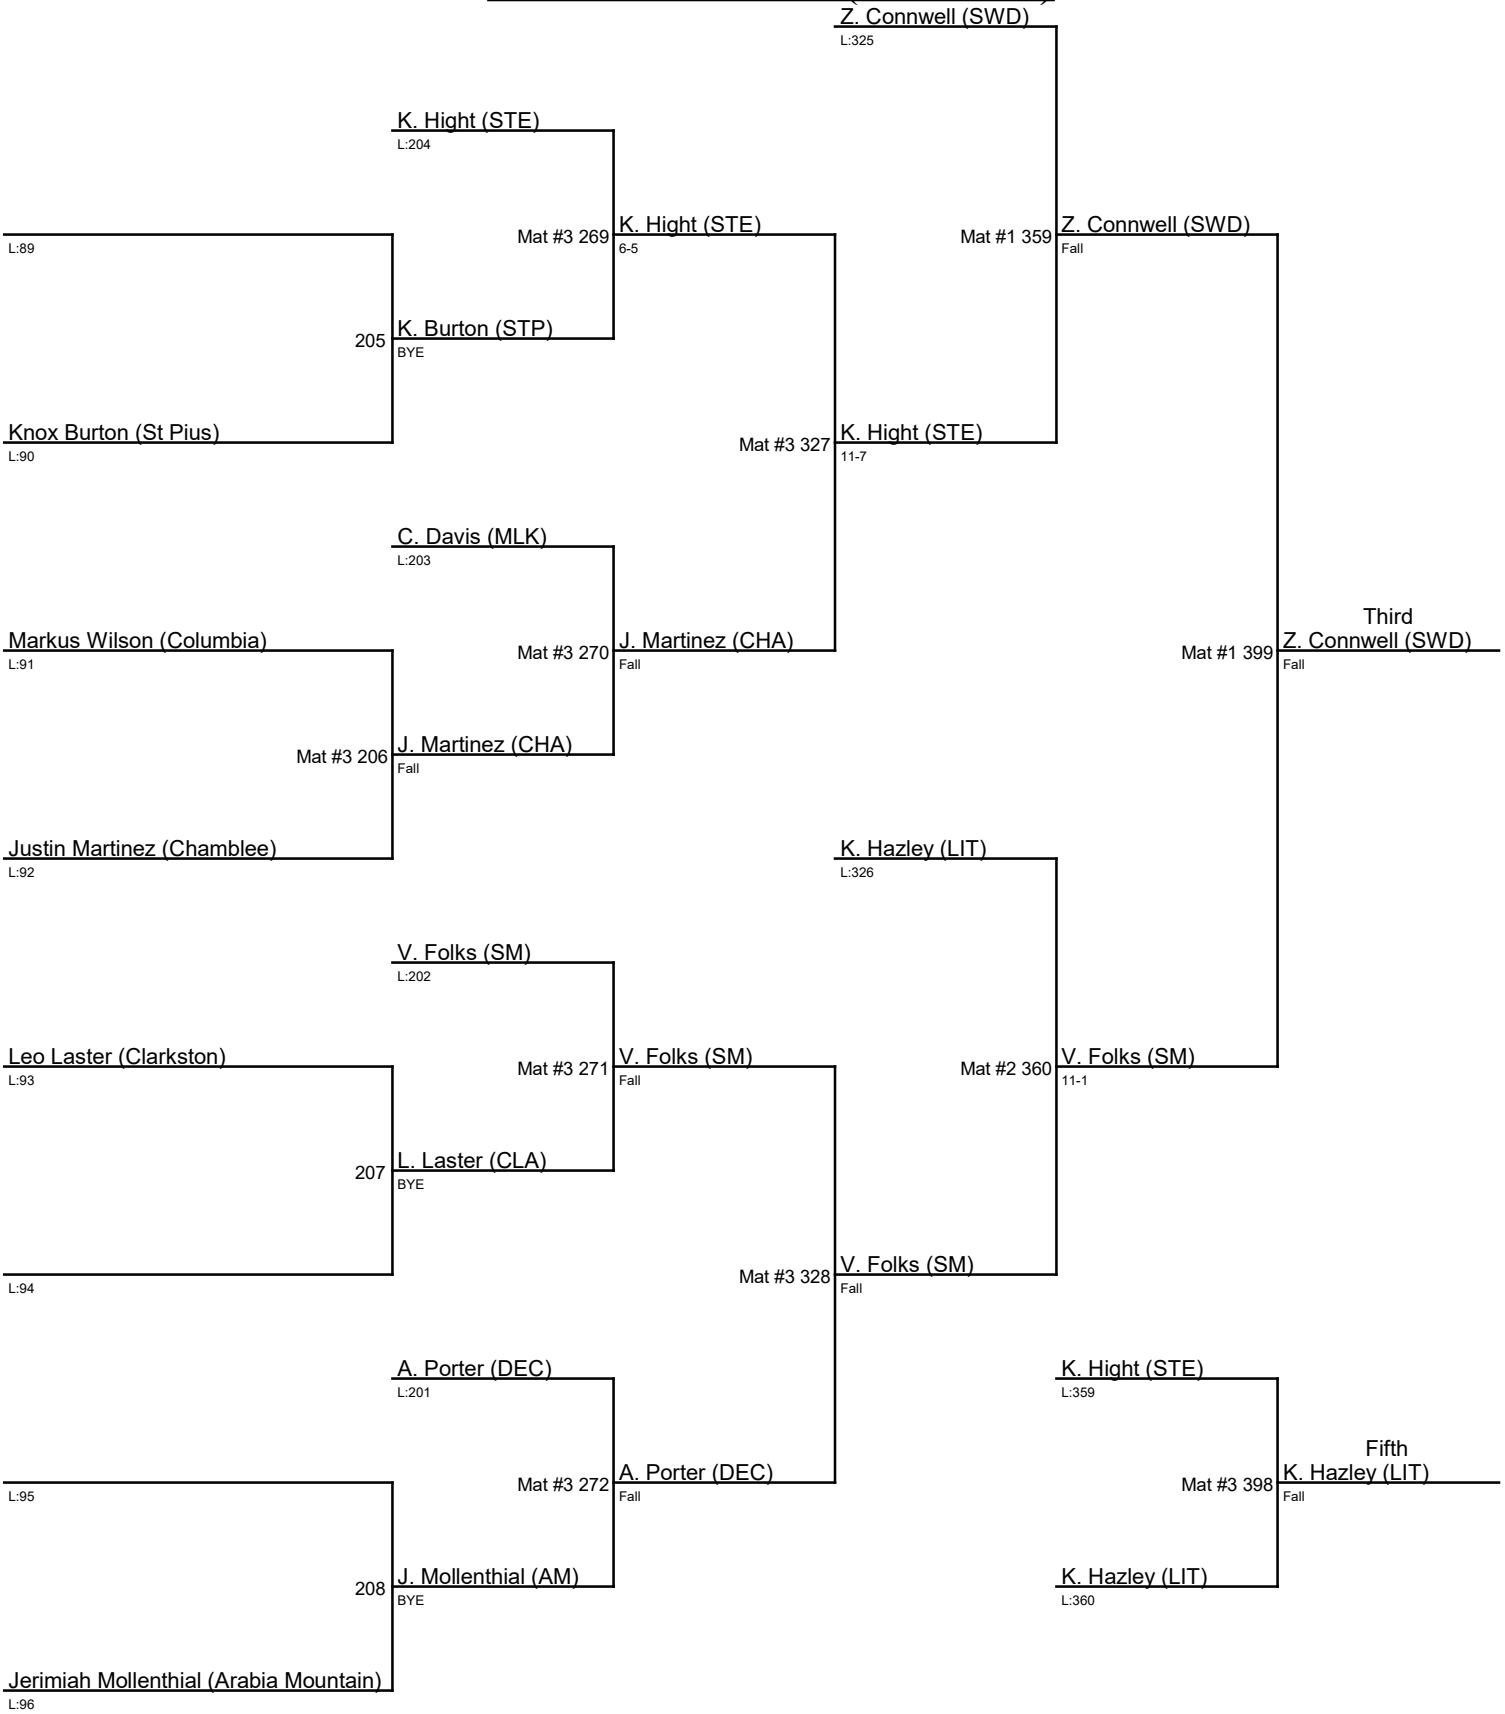 Z. Connwell (SWD)
L:325
K. Hight (STE)
L:204
L:89
Mat #3 269
K. Hight (STE)
6-5
Mat #1 359
Z. Connwell (SWD)
Fall
205
K. Burton (STP)
BYE
Knox Burton (St Pius)
L:90
Mat #3 327
K. Hight (STE)
11-7
C. Davis (MLK)
L:203
Markus Wilson (Columbia)
L:91
Mat #3 270
J. Martinez (CHA)
Fall
Mat #1 399
Third
Z. Connwell (SWD)
Fall
Mat #3 206
J. Martinez (CHA)
Fall
Justin Martinez (Chamblee)
L:92
K. Hazley (LIT)
L:326
V. Folks (SM)
L:202
Leo Laster (Clarkston)
L:93
Mat #3 271
V. Folks (SM)
Fall
Mat #2 360
V. Folks (SM)
11-1
207
L. Laster (CLA)
BYE
L:94
Mat #3 328
V. Folks (SM)
Fall
A. Porter (DEC)
L:201
K. Hight (STE)
L:359
L:95
Mat #3 272
A. Porter (DEC)
Fall
Mat #3 398
Fifth
K. Hazley (LIT)
Fall
208
J. Mollenthial (AM)
BYE
K. Hazley (LIT)
L:360
Jerimiah Mollenthial (Arabia Mountain)
L:96